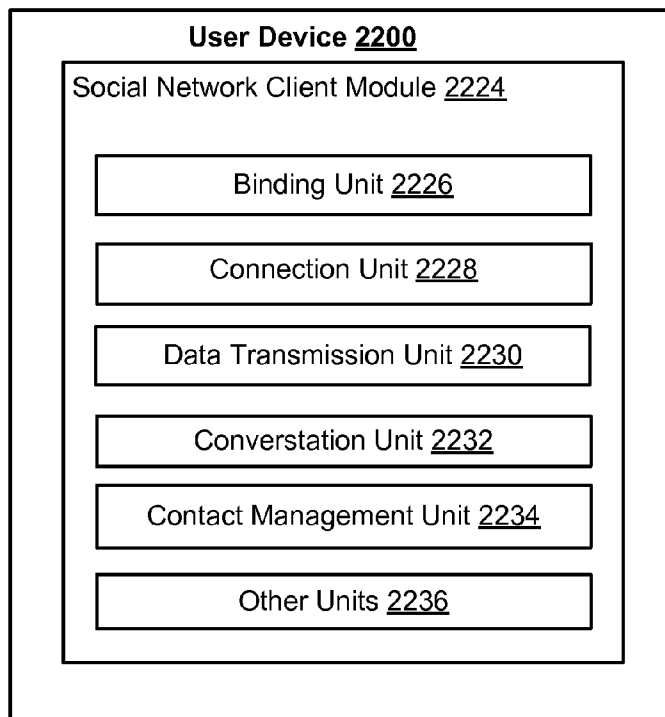 User Device 2200
Social Network Client Module 2224
Binding Unit 2226
Connection Unit 2228
Data Transmission Unit 2230
Converstation Unit 2232
Contact Management Unit 2234
Other Units 2236